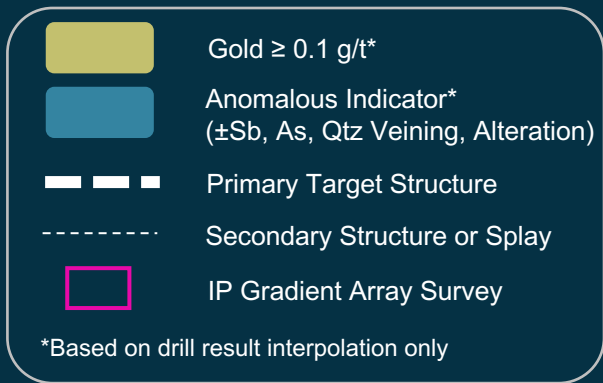 Gold ≥ 0.1 g/t*
Anomalous Indicator*
(±Sb, As, Qtz Veining, Alteration)
Primary Target Structure
Secondary Structure or Splay
IP Gradient Array Survey
*Based on drill result interpolation only